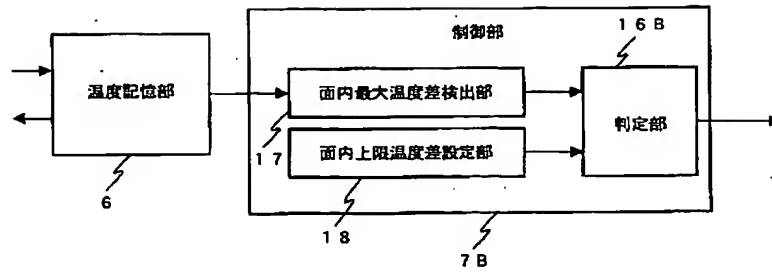 制御部
16B
温度記憶部
面内最大温度差検出部
判定部
17
面内上限温度差設定部
6
18
7B